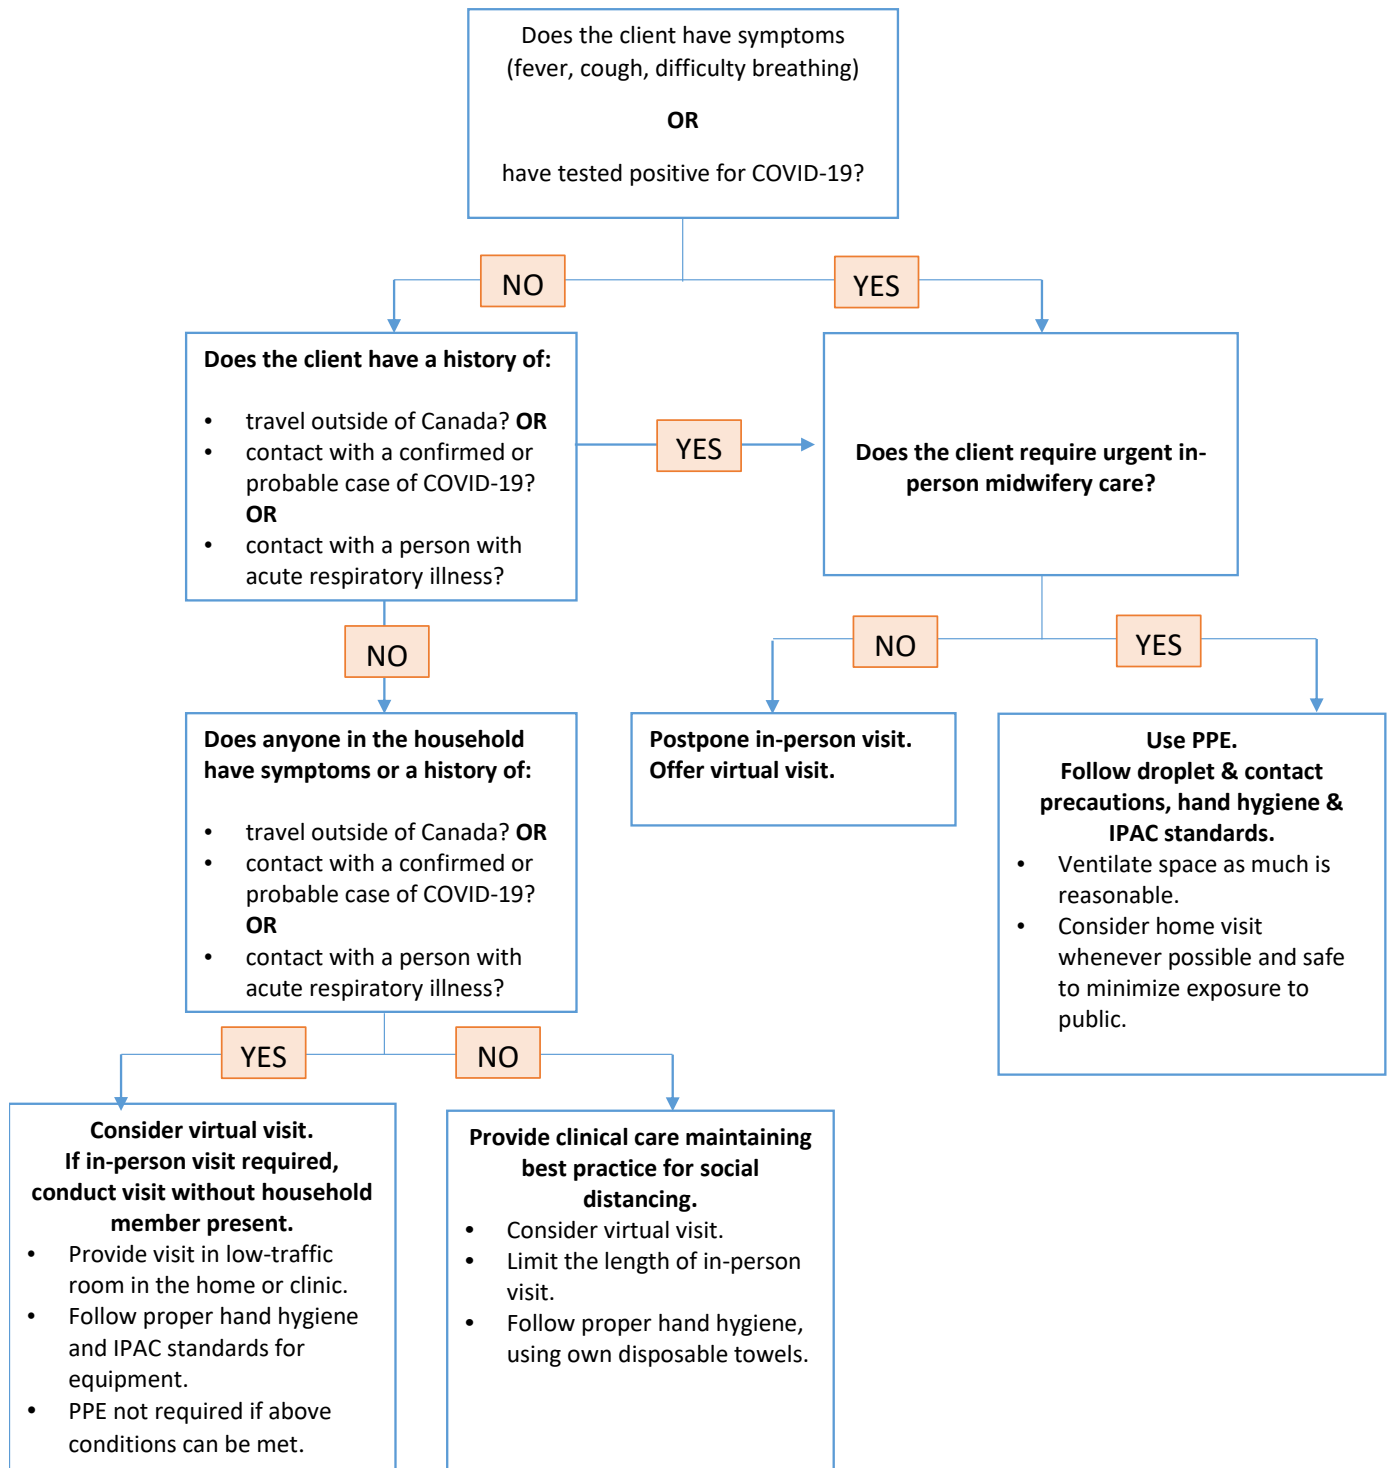 Does the client have symptoms
(fever, cough, difficulty breathing)
OR
have tested positive for COVID-19?
NO
YES
Does the client have a history of:
• travel outside of Canada? OR
• contact with a confirmed or
probable case of COVID-19?
OR
• contact with a person with
acute respiratory illness?
YES
Does the client require urgent in-
person midwifery care?
NO
NO
YES
Does anyone in the household
have symptoms or a history of:
• travel outside of Canada? OR
• contact with a confirmed or
probable case of COVID-19?
OR
• contact with a person with
acute respiratory illness?
Postpone in-person visit.
Offer virtual visit.
Use PPE.
Follow droplet & contact
precautions, hand hygiene &
IPAC standards.
• Ventilate space as much is
reasonable.
• Consider home visit
whenever possible and safe
to minimize exposure to
public.
YES
NO
Consider virtual visit.
If in-person visit required,
conduct visit without household
member present.
• Provide visit in low-traffic
room in the home or clinic.
• Follow proper hand hygiene
and IPAC standards for
equipment.
• PPE not required if above
conditions can be met.
Provide clinical care maintaining
best practice for social
distancing.
• Consider virtual visit.
• Limit the length of in-person
visit.
• Follow proper hand hygiene,
using own disposable towels.